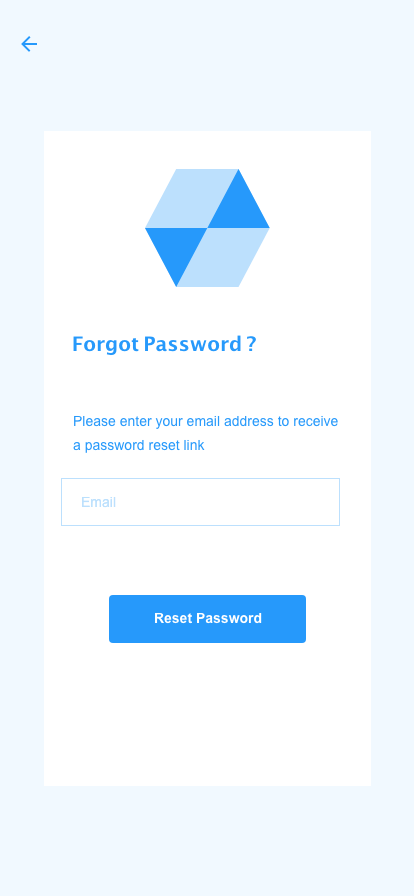 Forgot Password ?
Please enter your email address to receive
a password reset link
Email
Reset Password